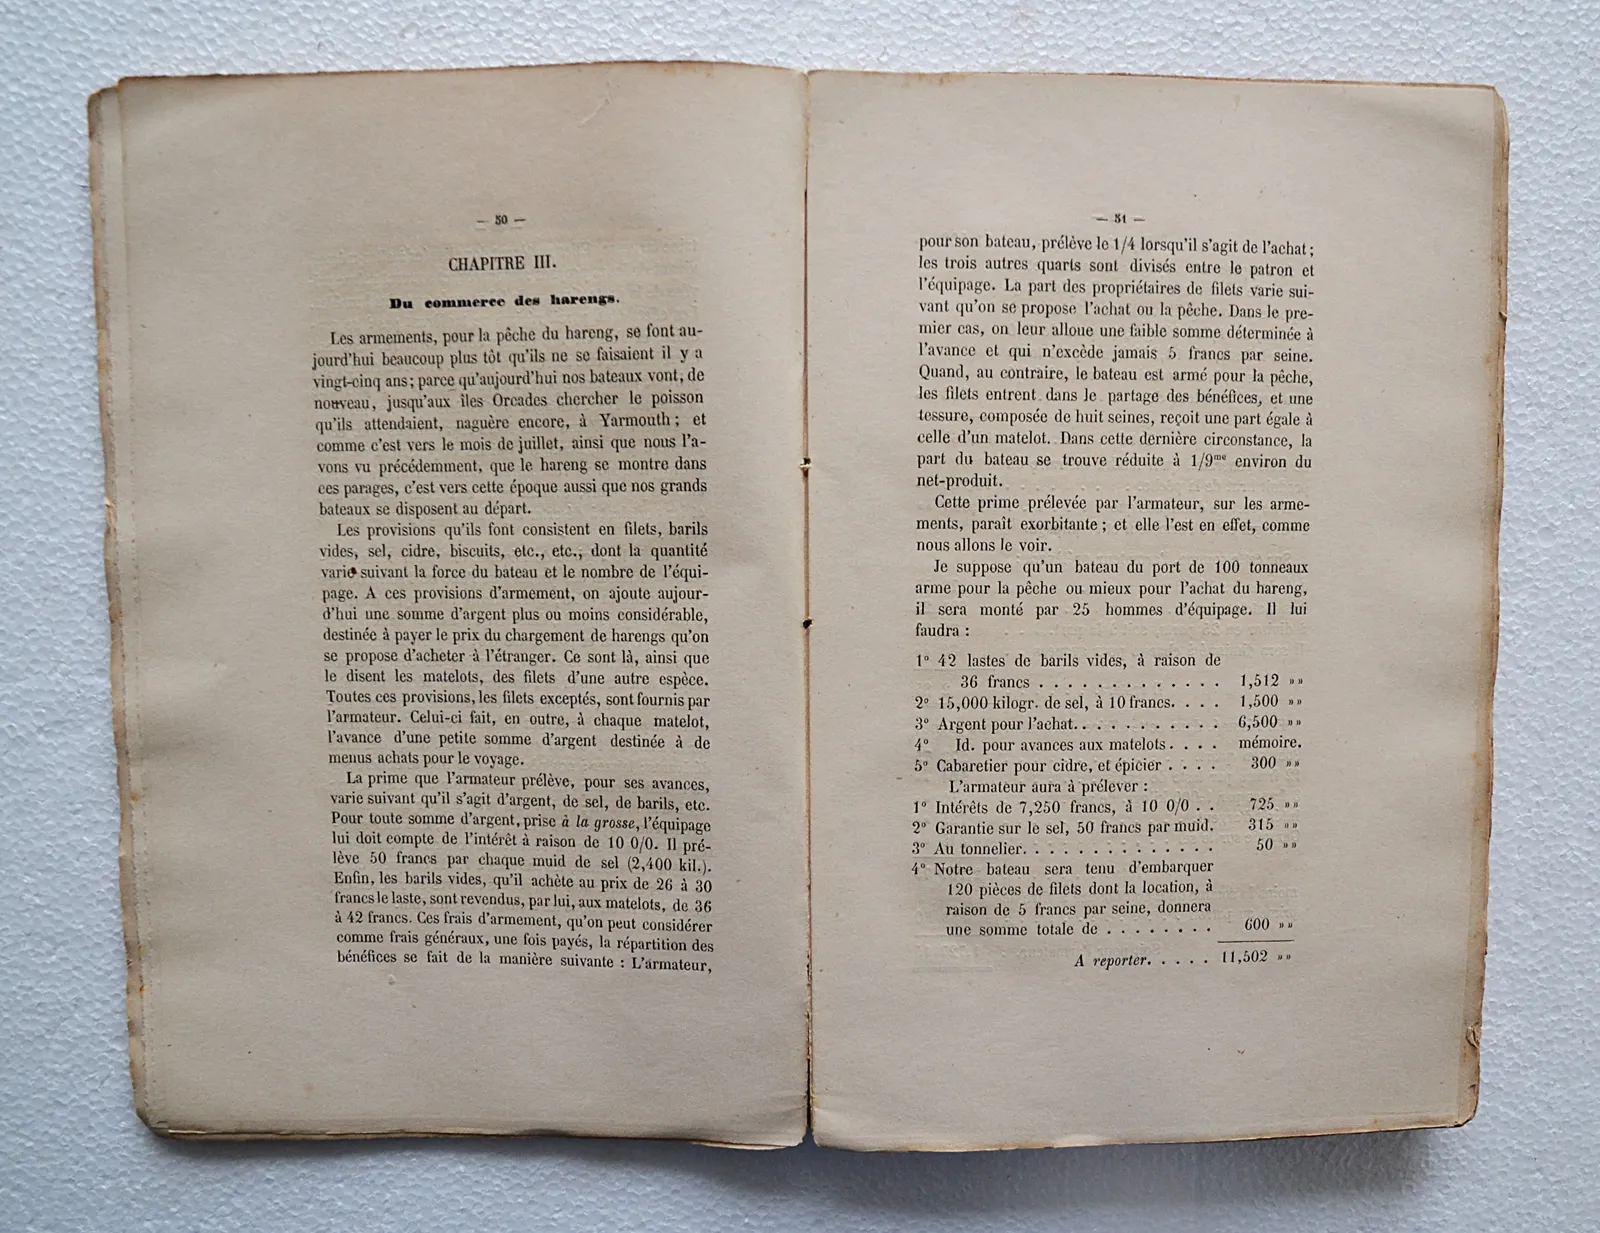 — 50 —
CHAPITRE III.
Du commerce des harengs.
Les armements, pour la pêche du hareng, se font au-
jourd'hui beaucoup plus tôt qu'ils ne se faisaient il y a
vingt-cinq ans; parce qu'aujourd'hui nos bateaux vont, de
nouveau, jusqu'aux îles Orcades chercher le poisson
qu'ils attendaient, naguère encore, à Yarmouth; et
comme c'est vers le mois de juillet, ainsi que nous l'a-
vons vu précédemment, que le hareng se montre dans
ces parages, c'est vers cette époque aussi que nos grands
bateaux se disposent au départ.
Les provisions qu'ils font consistent en filets, barils
vides, sel, cidre, biscuits, etc., etc., dont la quantité
varie suivant la force du bateau et le nombre de l'équi-
page. A ces provisions d'armement, on ajoute aujour-
d'hui une somme d'argent plus ou moins considérable,
destinée à payer le prix du chargement de harengs qu'on
se propose d'acheter à l'étranger. Ce sont là, ainsi que
le disent les matelots, des filets d'une autre espèce.
Toutes ces provisions, les filets exceptés, sont fournis par
l'armateur. Celui-ci fait, en outre, à chaque matelot,
l'avance d'une petite somme d'argent destinée à de
menus achats pour le voyage.
La prime que l'armateur prélève, pour ses avances,
varie suivant qu'il s'agit d'argent, de sel, de barils, etc.
Pour toute somme d'argent, prise à la grosse, l'équipage
lui doit compte de l'intérêt à raison de 10 0/0. Il pré-
lève 50 francs par chaque muid de sel (2,400 kil.).
Enfin, les barils vides, qu'il achète au prix de 26 à 30
francs le laste, sont revendus, par lui, aux matelots, de 36
à 42 francs. Ces frais d'armement, qu'on peut considérer
comme frais généraux, une fois payés, la répartition des
bénéfices se fait de la manière suivante : L'armateur,
— 51 —
pour son bateau, prélève le 1/4 lorsqu'il s'agit de l'achat;
les trois autres quarts sont divisés entre le patron et
l'équipage. La part des propriétaires de filets varie sui-
vant qu'on se propose l'achat ou la pêche. Dans le pre-
mier cas, on leur alloue une faible somme déterminée à
l'avance et qui n'excède jamais 5 francs par seine.
Quand, au contraire, le bateau est armé pour la pêche,
les filets entrent dans le partage des bénéfices, et une
tessure, composée de huit seines, reçoit une part égale à
celle d'un matelot. Dans cette dernière circonstance, la
part du bateau se trouve réduite à 1/9me environ du
net-produit.
Cette prime prélevée par l'armateur, sur les arme-
ments, paraît exorbitante; et elle l'est en effet, comme
nous allons le voir.
Je suppose qu'un bateau du port de 100 tonneaux
arme pour la pêche ou mieux pour l'achat du hareng,
il sera monté par 25 hommes d'équipage. Il lui
faudra :
1° 42 lastes de barils vides, à raison de
36 francs . . . . . . . . . . . . . 1,512 »»
2° 15,000 kilogr. de sel, à 10 francs. . . . 1,500 »»
3° Argent pour l'achat. . . . . . . . . . . 6,500 »»
4° Id. pour avances aux matelots. . . . mémoire.
5° Cabaretier pour cidre, et épicier . . . . 300 »»
L'armateur aura à prélever :
1° Intérêts de 7,250 francs, à 10 0/0 . . 725 »»
2° Garantie sur le sel, 50 francs par muid. 315 »»
3° Au tonnelier. . . . . . . . . . . . . . 50 »»
4° Notre bateau sera tenu d'embarquer
120 pièces de filets dont la location, à
raison de 5 francs par seine, donnera
une somme totale de . . . . . . . . 600 »»
A reporter. . . . . 11,502 »»